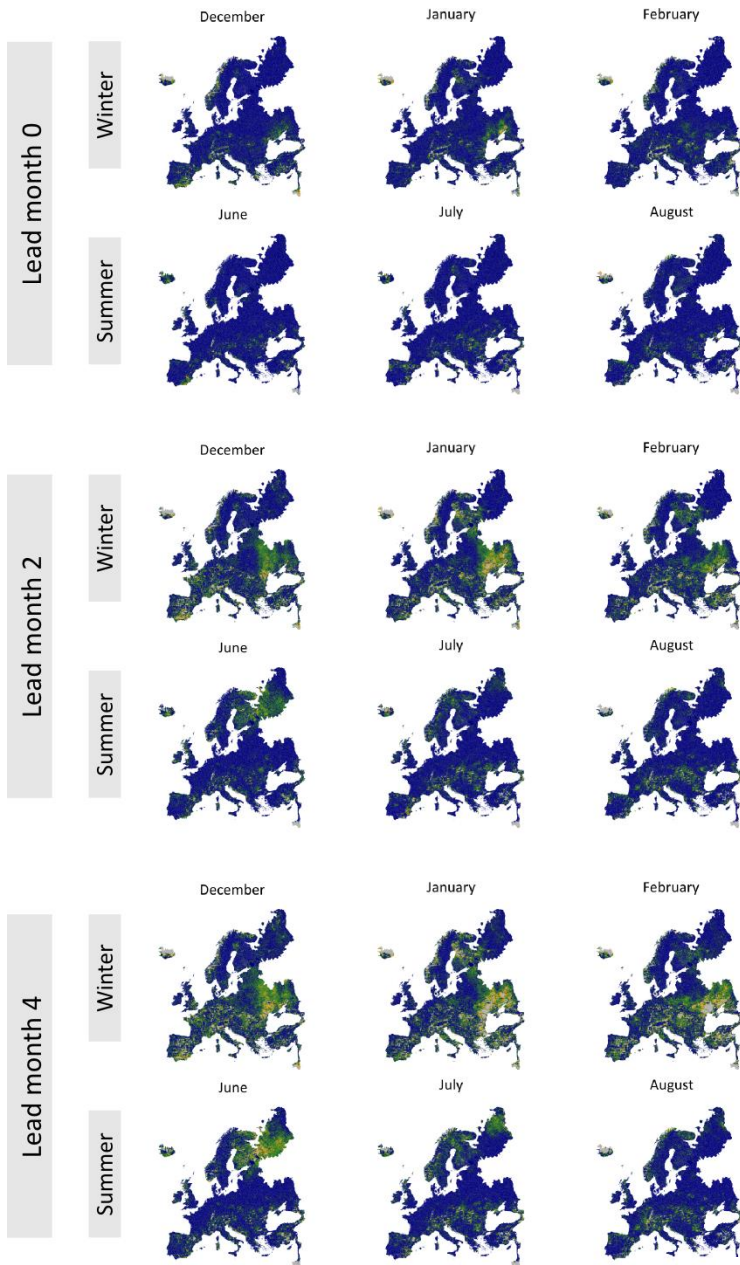 Lead month 0
Winter
December
January
February
Summer
June
July
August
Lead month 2
Winter
December
January
February
Summer
June
July
August
Lead month 4
Winter
December
January
February
Summer
June
July
August